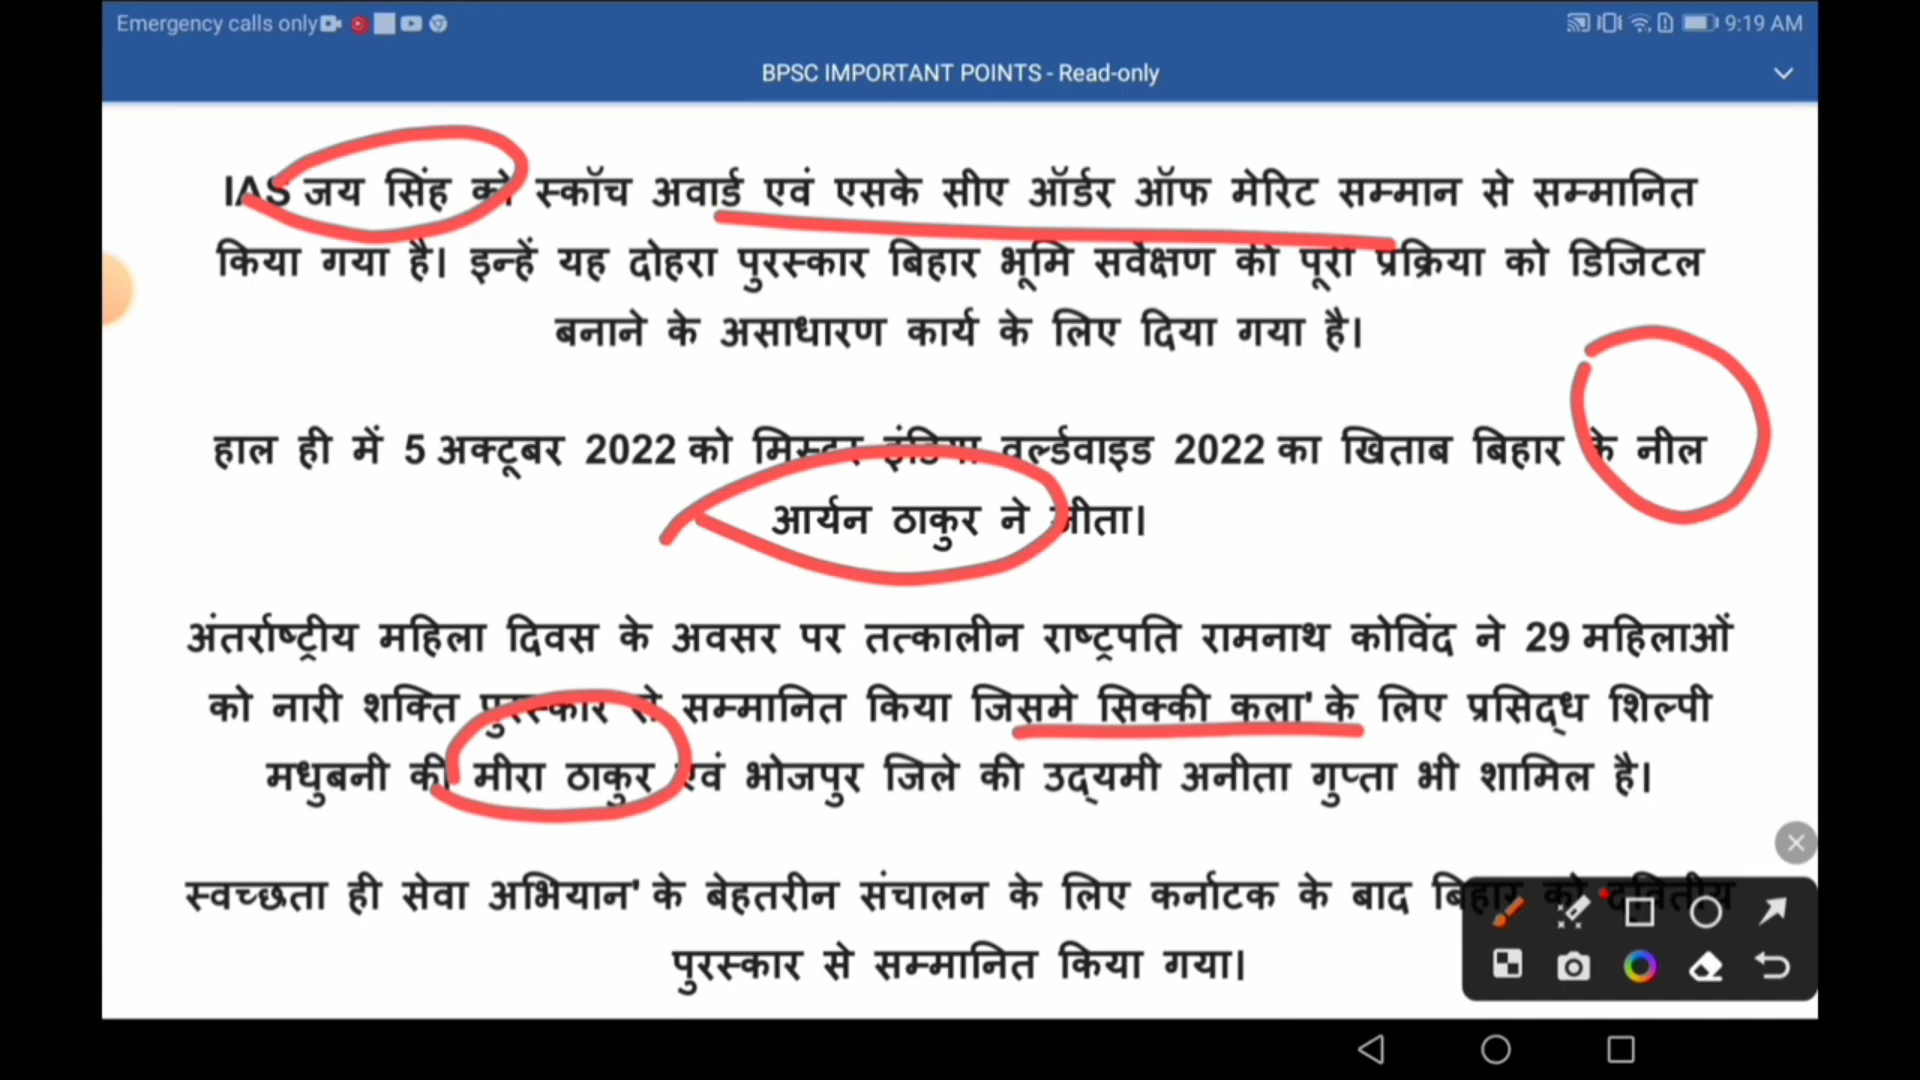 Emergency calls only
9:19 AM
BPSC IMPORTANT POINTS - Read-only
IAS जय सिंह को स्कॉच अवार्ड एवं एसके सीए ऑर्डर ऑफ मेरिट सम्मान से सम्मानित
किया गया है। इन्हें यह दोहरा पुरस्कार बिहार भूमि सर्वेक्षण की पूरी प्रक्रिया को डिजिटल
बनाने के असाधारण कार्य के लिए दिया गया है।
हाल ही में 5 अक्टूबर 2022 को मिस्टर इंडिया वर्ल्डवाइड 2022 का खिताब बिहार के नील
आर्यन ठाकुर ने जीता।
अंतर्राष्ट्रीय महिला दिवस के अवसर पर तत्कालीन राष्ट्रपति रामनाथ कोविंद ने 29 महिलाओं
को नारी शक्ति पुरस्कार से सम्मानित किया जिसमे सिक्की कला' के लिए प्रसिद्ध शिल्पी
मधुबनी की मीरा ठाकुर एवं भोजपुर जिले की उद्यमी अनीता गुप्ता भी शामिल है।
स्वच्छता ही सेवा अभियान' के बेहतरीन संचालन के लिए कर्नाटक के बाद बिहार को द्वितीय
पुरस्कार से सम्मानित किया गया।